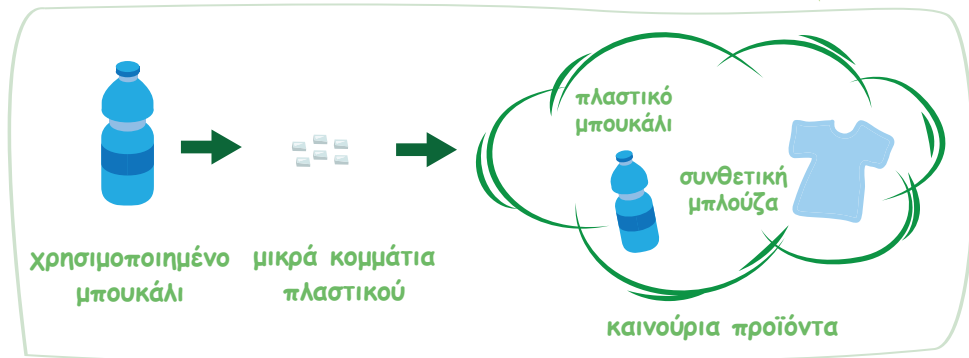 χρησιμοποιημένο
μπουκάλι
μικρά κομμάτια
πλαστικού
πλαστικό
μπουκάλι
συνθετική
μπλούζα
καινούρια προϊόντα